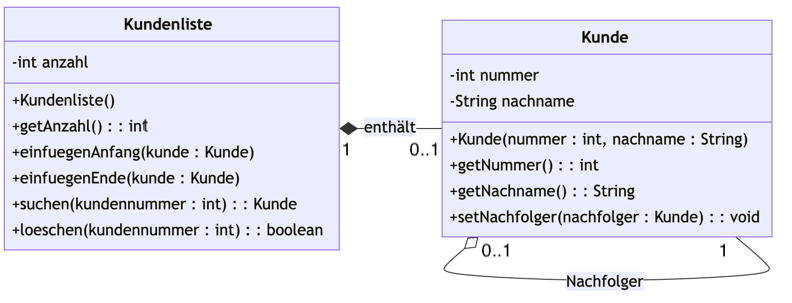 Kundenliste
-int anzahl
+Kundenliste()
+getAnzahl() : : int
+einfuegenAnfang(kunde : Kunde)
+einfuegenEnde(kunde : Kunde)
+suchen(kundennummer : int) : : Kunde
+loeschen(kundennummer : int) : : boolean
enthält
1
0..1
Kunde
-int nummer
-String nachname
+Kunde(nummer : int, nachname : String)
+getNummer() : : int
+getNachname() : : String
+setNachfolger(nachfolger : Kunde) : : void
0..1
1
Nachfolger